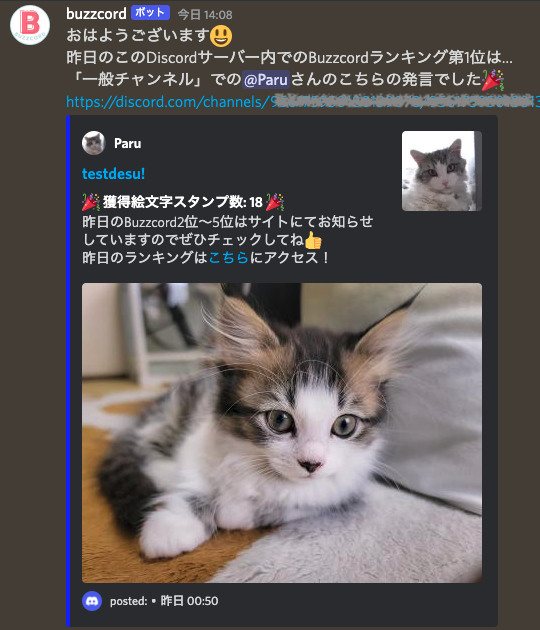 buzzcord ボット 今日 14:08
おはようございます😃
昨日のこのDiscordサーバー内でのBuzzcordランキング第1位は...
「一般チャンネル」での@Paruさんのこちらの発言でした🎉
https://discord.com/channels/
Paru
testdesu!
🎉 獲得絵文字スタンプ数: 18 🎉
昨日のBuzzcord2位〜5位はサイトにてお知らせ
していますのでぜひチェックしてね👍
昨日のランキングはこちらにアクセス！
posted: • 昨日 00:50